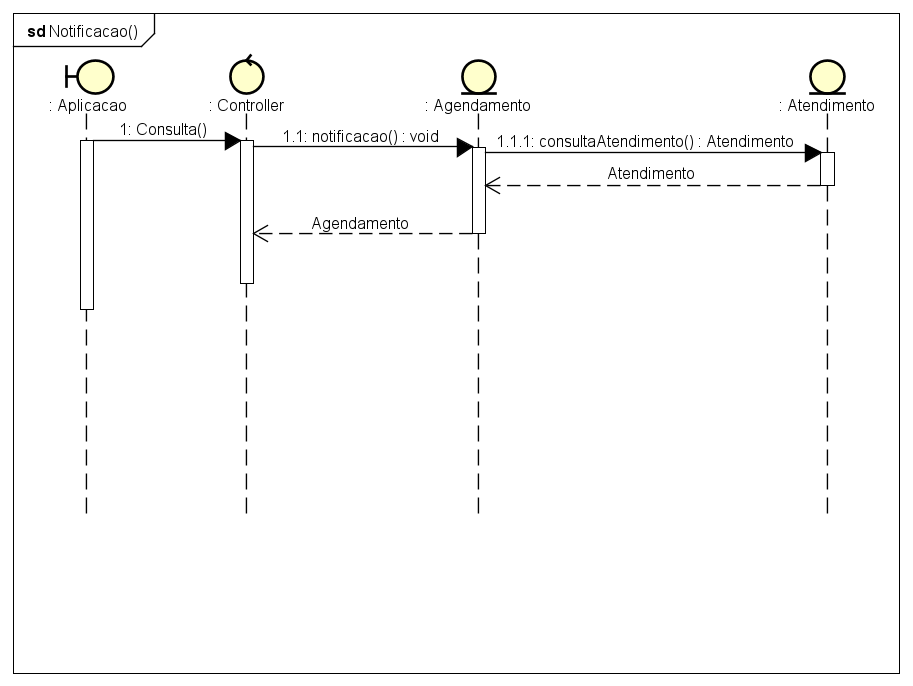 sd Notificacao()
: Aplicacao
: Controller
: Agendamento
: Atendimento
1: Consulta()
1.1: notificacao() : void
1.1.1: consultaAtendimento() : Atendimento
Atendimento
Agendamento